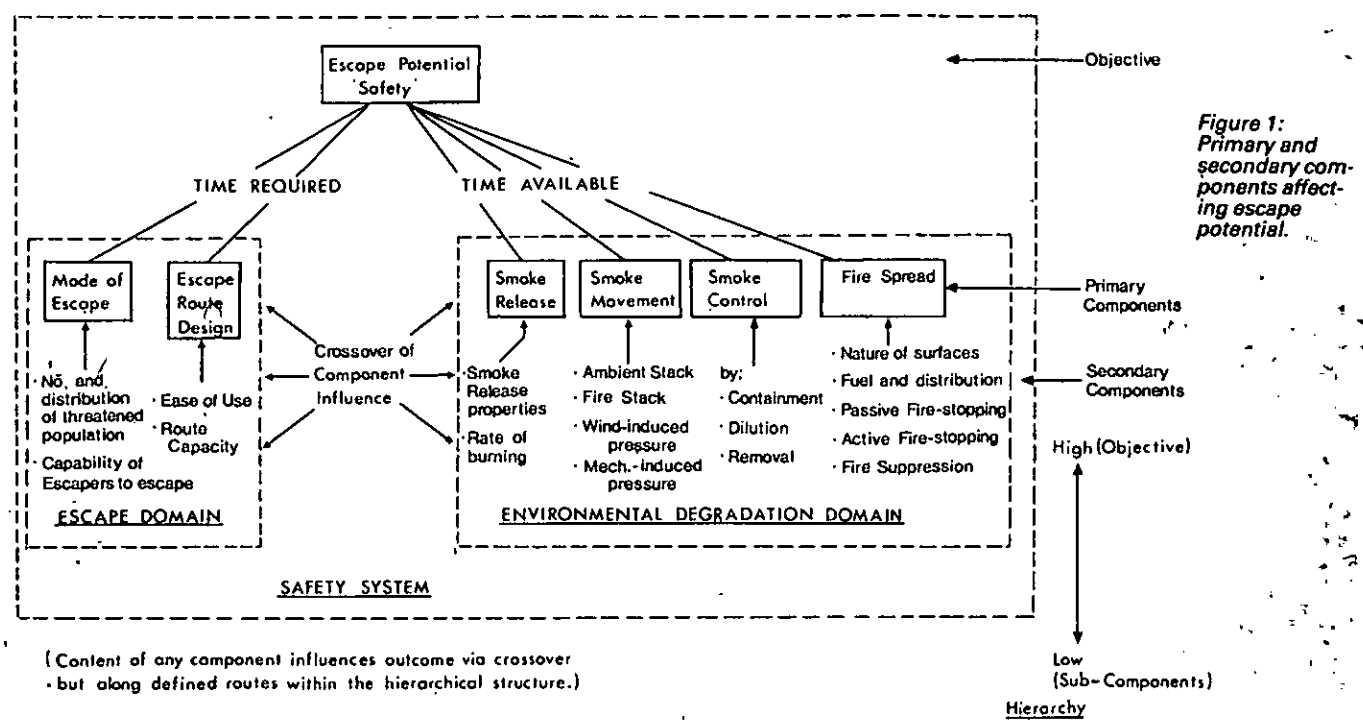 Escape Potential
'Safety'
Objective
Figure 1:
Primary and
secondary com-
ponents affect-
ing escape
potential.
TIME REQUIRED
TIME AVAILABLE
Mode of
Escape
Escape
Route
Design
Smoke
Release
Smoke
Movement
Smoke
Control
Fire Spread
Primary
Components
Crossover of
Component
Influence
· No. and
distribution
of threatened
population
· Capability of
Escapers to escape
· Ease of Use
· Route
Capacity
· Smoke
Release
properties
· Rate of
burning
· Ambient Stack
· Fire Stack
· Wind-induced
pressure
· Mech.-induced
pressure
by:
· Containment
· Dilution
· Removal
· Nature of surfaces
· Fuel and distribution
· Passive Fire-stopping
· Active Fire-stopping
· Fire Suppression
Secondary
Components
High (Objective)
ESCAPE DOMAIN
ENVIRONMENTAL DEGRADATION DOMAIN
SAFETY SYSTEM
(Content of any component influences outcome via crossover
· but along defined routes within the hierarchical structure.)
Low
(Sub-Components)
Hierarchy